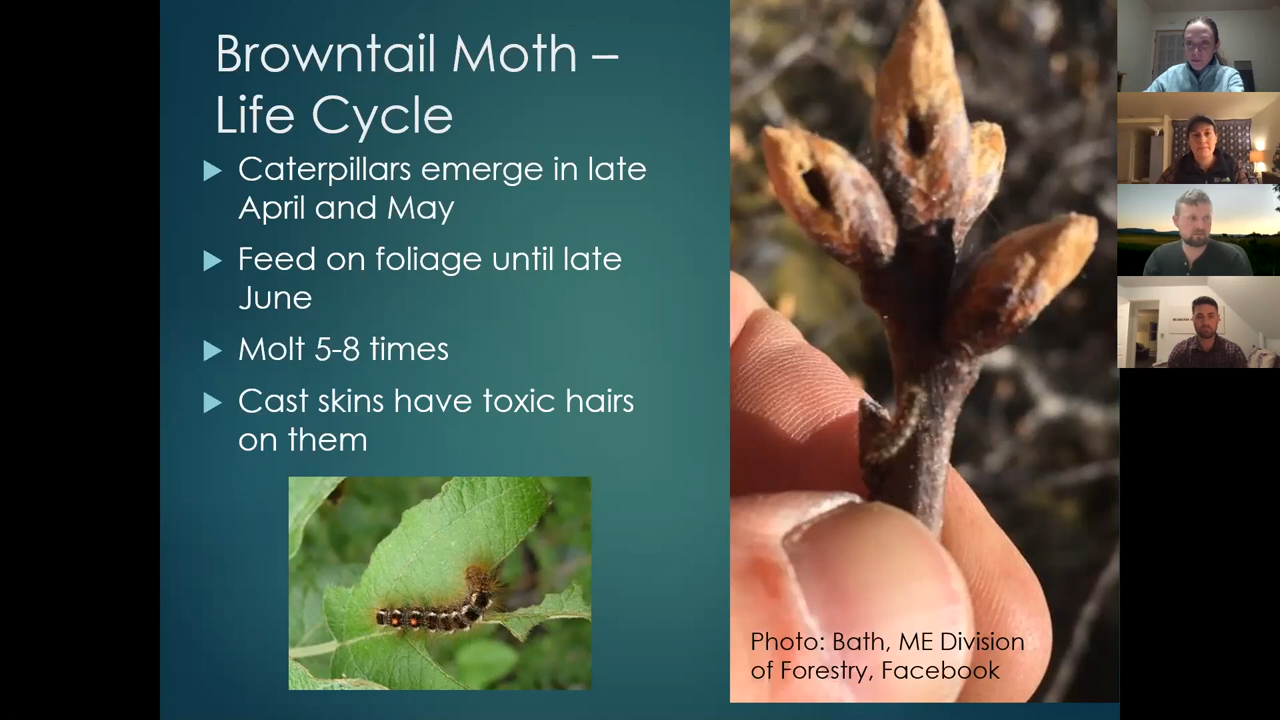 Browntail Moth –
Life Cycle
Caterpillars emerge in late
April and May
Feed on foliage until late
June
Molt 5-8 times
Cast skins have toxic hairs
on them
Photo: Bath, ME Division
of Forestry, Facebook